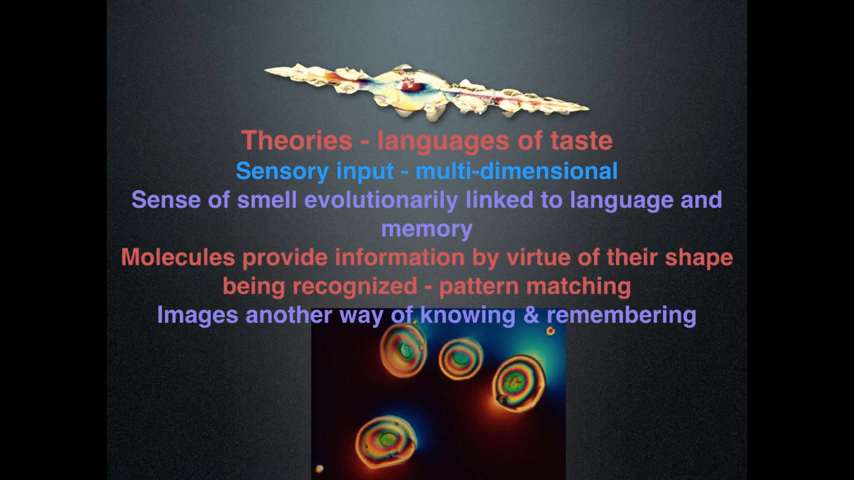 Theories - languages of taste
Sensory input - multi-dimensional
Sense of smell evolutionarily linked to language and
memory
Molecules provide information by virtue of their shape
being recognized - pattern matching
Images another way of knowing & remembering